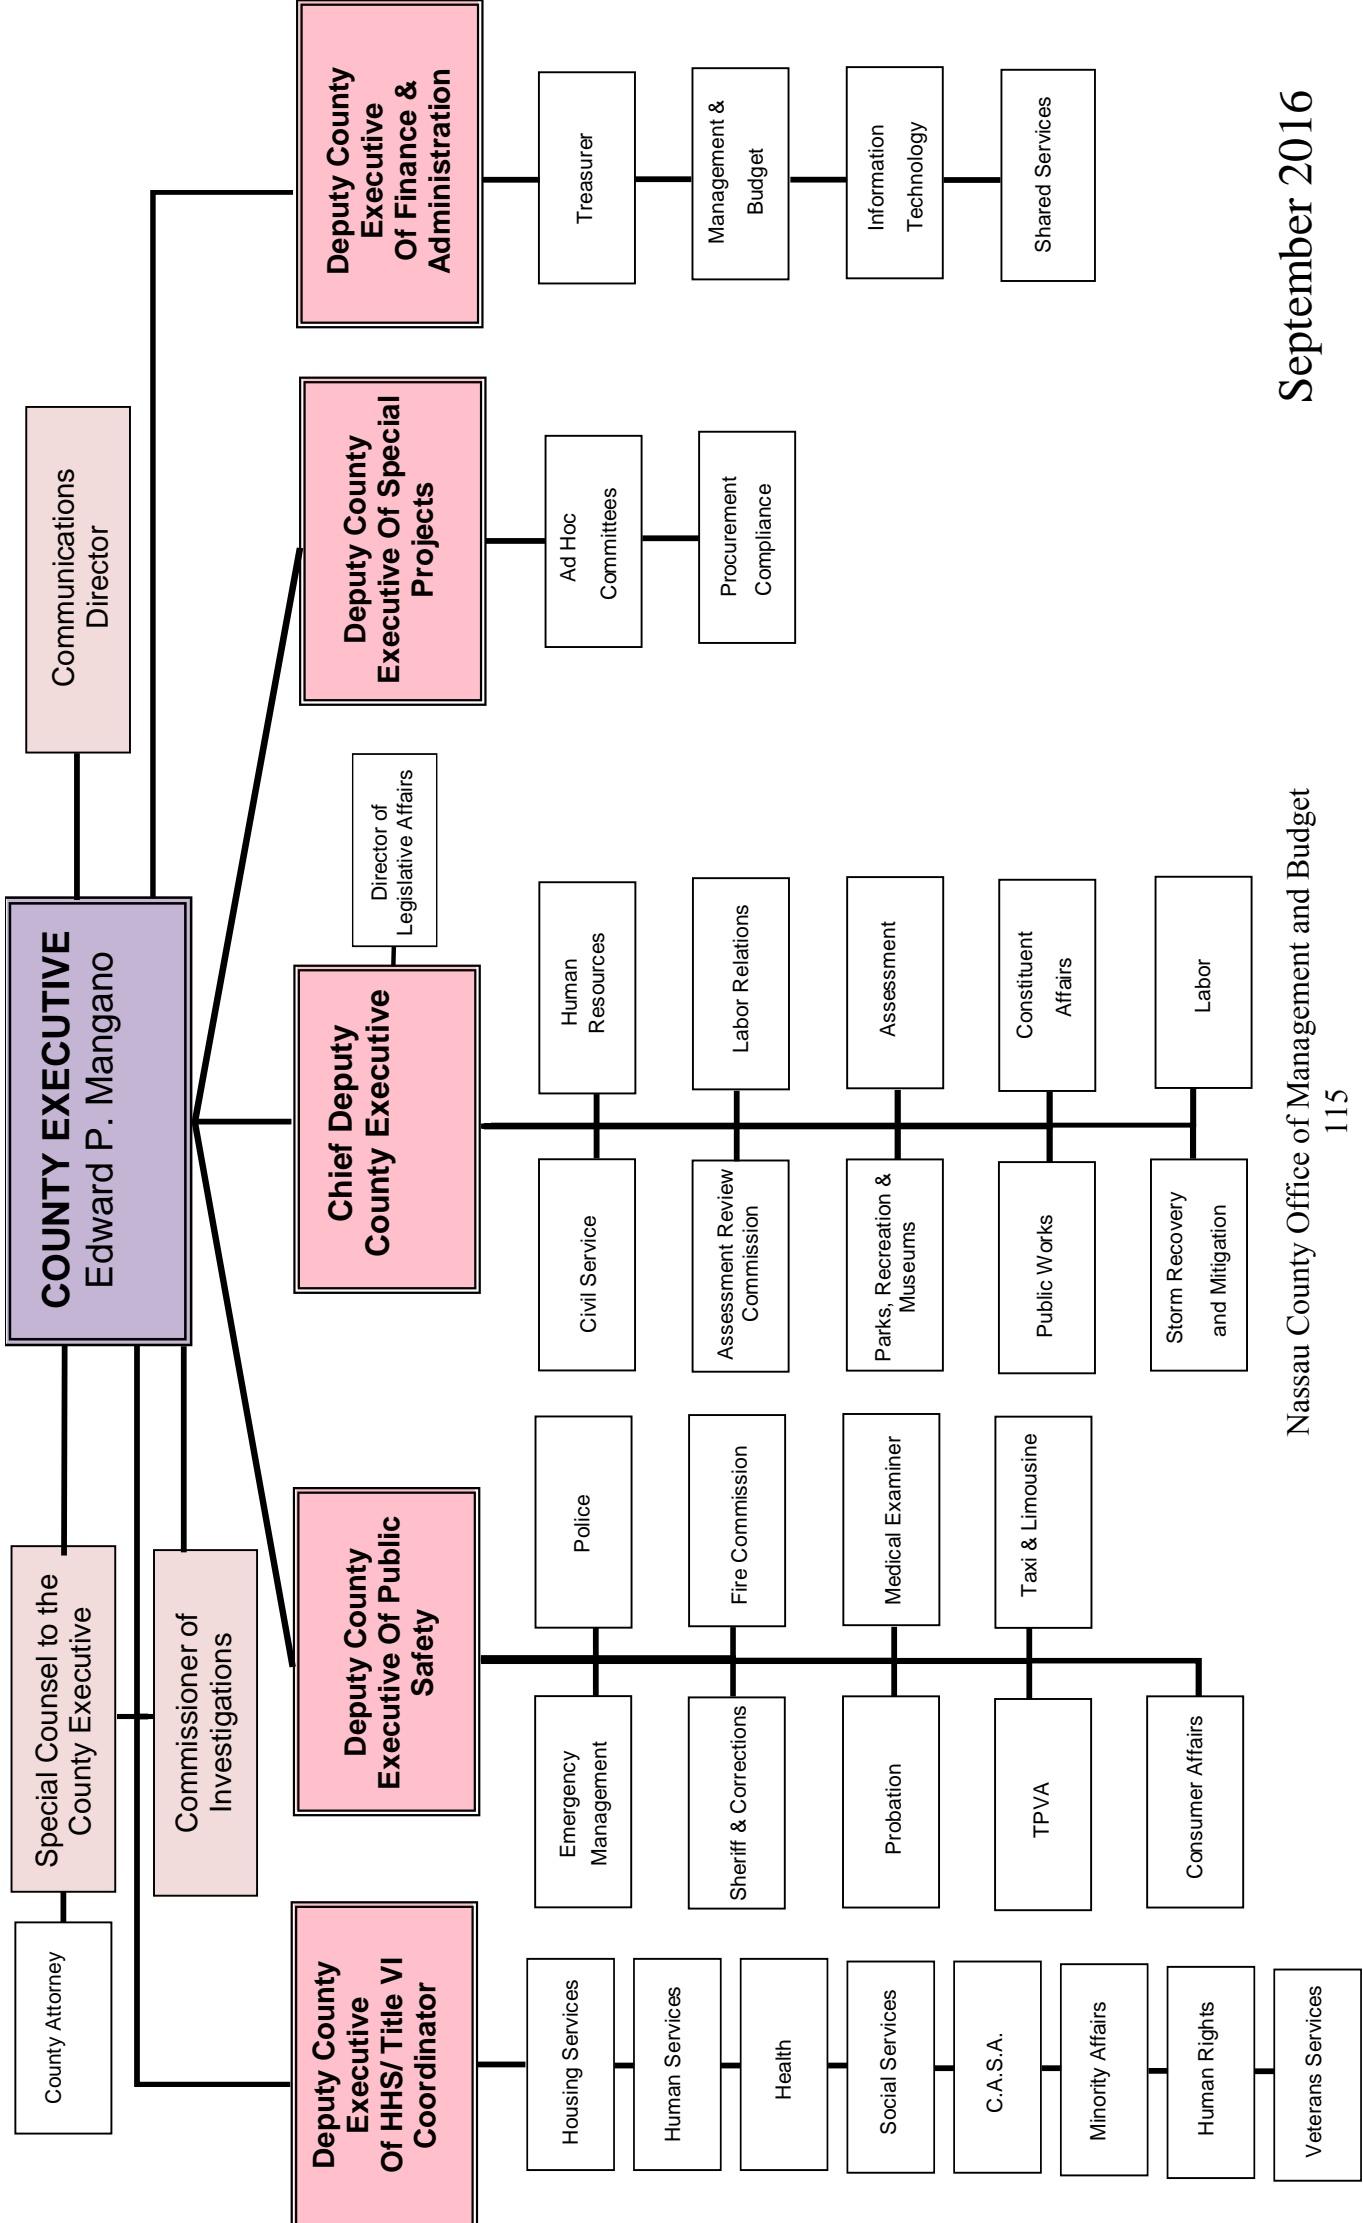 COUNTY EXECUTIVE
Edward P. Mangano
Communications
Director
County Attorney
Special Counsel to the
County Executive
Commissioner of
Investigations
Deputy County
Executive
Of HHS/ Title VI
Coordinator
Housing Services
Human Services
Health
Social Services
C.A.S.A.
Minority Affairs
Human Rights
Veterans Services
Deputy County
Executive Of Public
Safety
Emergency
Management
Police
Sheriff & Corrections
Fire Commission
Probation
Medical Examiner
TPVA
Taxi & Limousine
Consumer Affairs
Chief Deputy
County Executive
Director of
Legislative Affairs
Civil Service
Human
Resources
Assessment Review
Commission
Labor Relations
Parks, Recreation &
Museums
Assessment
Public Works
Constituent
Affairs
Storm Recovery
and Mitigation
Labor
Deputy County
Executive Of Special
Projects
Ad Hoc
Committees
Procurement
Compliance
Deputy County
Executive
Of Finance &
Administration
Treasurer
Management &
Budget
Information
Technology
Shared Services
September 2016
Nassau County Office of Management and Budget
115